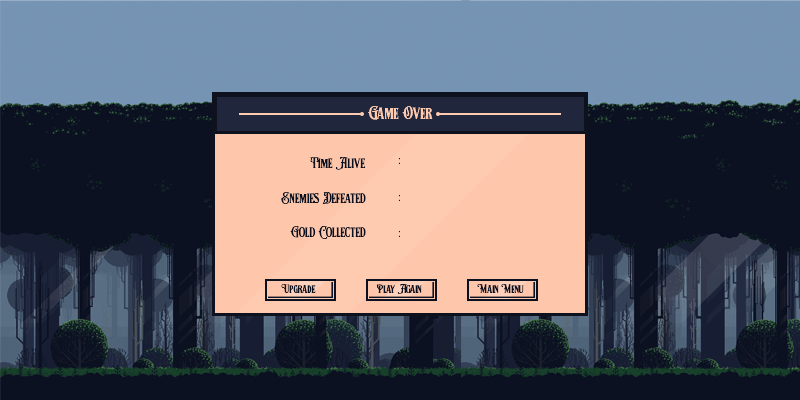 Game Over
Time Alive :
Enemies Defeated :
Gold Collected :
Upgrade
Play Again
Main Menu